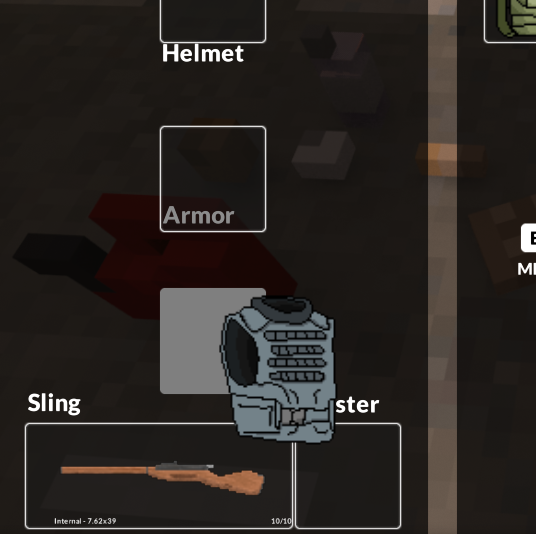 Helmet
Armor
Sling
ster
Internal - 7.62x39
10/10